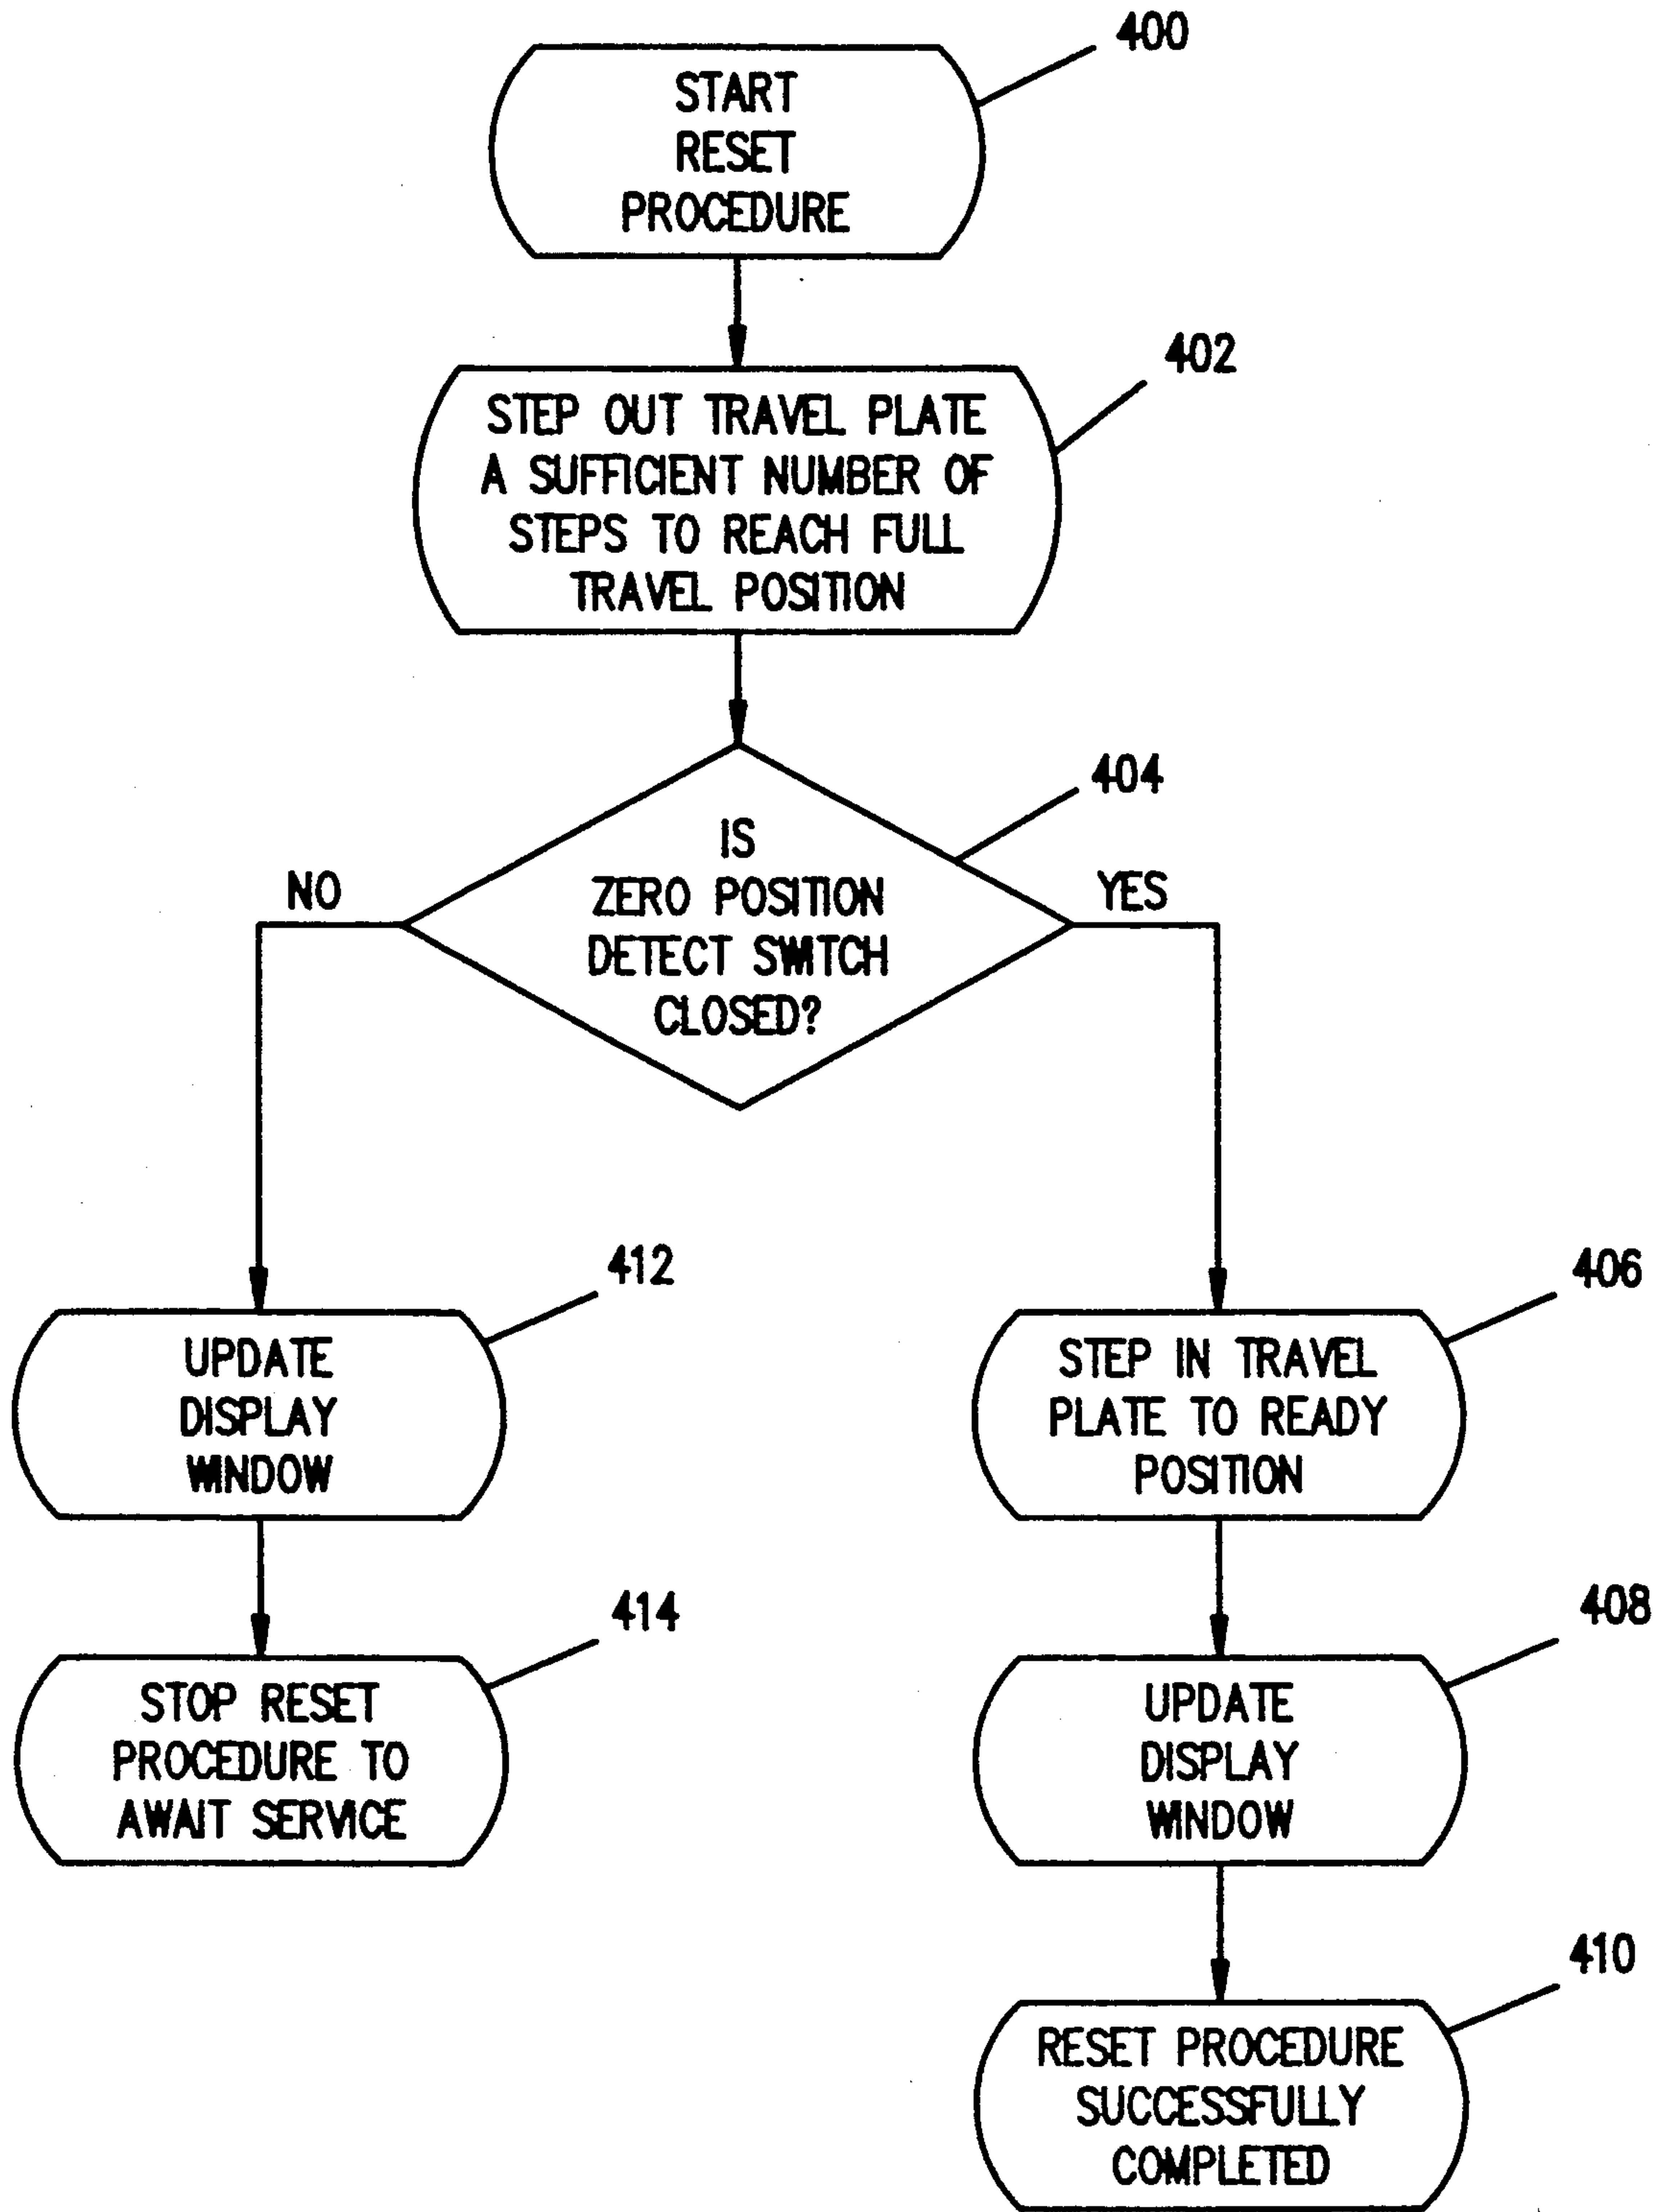 400
START
RESET
PROCEDURE
402
STEP OUT TRAVEL PLATE
A SUFFICIENT NUMBER OF
STEPS TO REACH FULL
TRAVEL POSITION
404
IS
ZERO POSITION
DETECT SWITCH
CLOSED?
NO
YES
412
UPDATE
DISPLAY
WINDOW
406
STEP IN TRAVEL
PLATE TO READY
POSITION
414
STOP RESET
PROCEDURE TO
AWAIT SERVICE
408
UPDATE
DISPLAY
WINDOW
410
RESET PROCEDURE
SUCCESSFULLY
COMPLETED